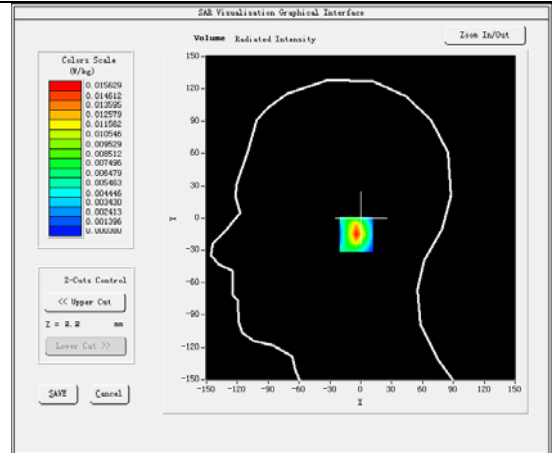 SAR Visualisation Graphical Interface
Volume Radiated Intensity
Zoom In/Out
Colors Scale
(W/kg)
0.015629
0.014612
0.013595
0.012579
0.011562
0.010546
0.009529
0.008512
0.007496
0.006479
0.005463
0.004446
0.003430
0.002413
0.001396
0.000380
150
120
90
60
30
0
-30
-60
-90
-120
-150
Y
-150 -120 -90 -60 -30 0 30 60 90 120 150
X
Z-Cuts Control
<< Upper Cut
Z = 2.2 mm
Lower Cut >>
SAVE Cancel